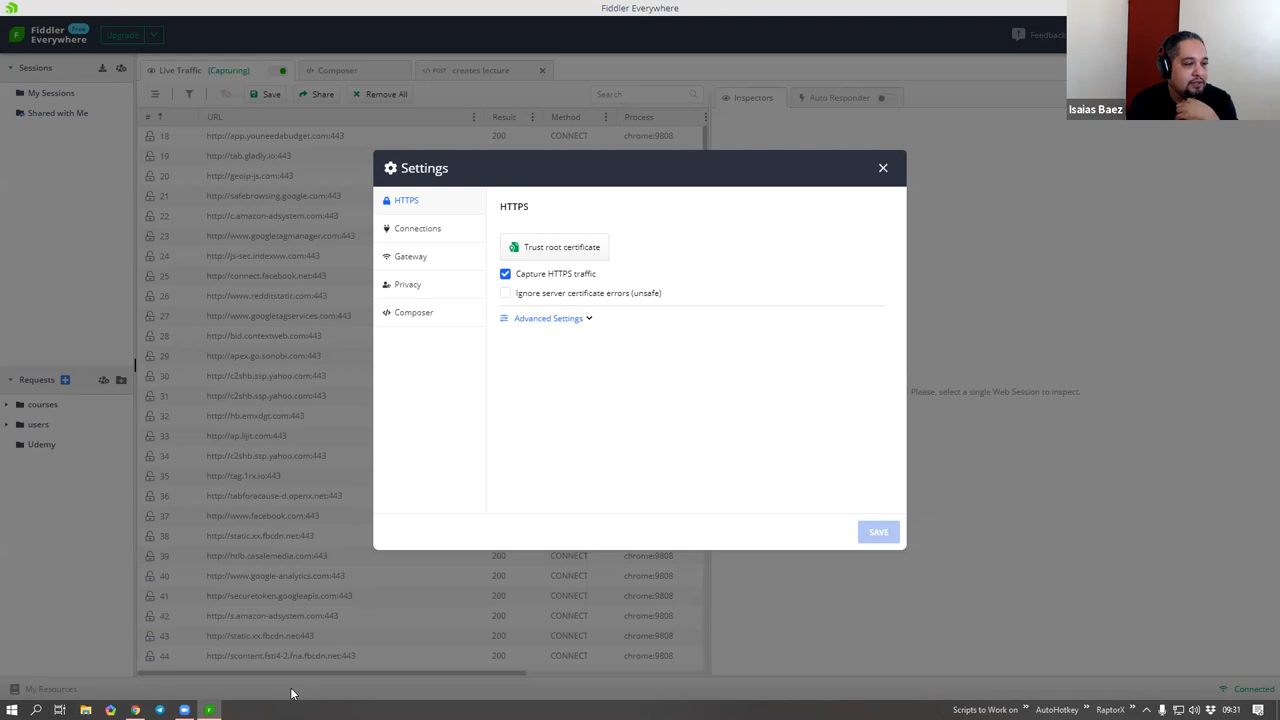 Fiddler Everywhere
Fiddler Everywhere
Free
Upgrade
Feedback
Isaias Baez
Sessions
My Sessions
Shared with Me
Live Traffic (Capturing)
Composer
POST creates lecture
Save Share Remove All
Search
Inspectors
Auto Responder
# URL Result Method Process
18 http://app.youneedabudget.com:443 200 CONNECT chrome:9808
19 http://tab.gladly.io:443
20 http://geoip-js.com:443
21 http://safebrowsing.google.com:443
22 http://c.amazon-adsystem.com:443
23 http://www.googletagmanager.com:443
24 http://js-sec.indexww.com:443
25 http://connect.facebook.net:443
26 http://www.redditstatic.com:443
27 http://www.googletagservices.com:443
28 http://bid.contextweb.com:443
29 http://apex.go.sonobi.com:443
30 http://c2shb.ssp.yahoo.com:443
31 http://c2shb.ssp.yahoo.com:443
32 http://hb.emxdgt.com:443
33 http://ap.lijit.com:443
34 http://c2shb.ssp.yahoo.com:443
35 http://tag.1rx.io:443
36 http://tabforacause-d.openx.net:443
37 http://www.facebook.com:443
38 http://static.xx.fbcdn.net:443
39 http://htlb.casalemedia.com:443 200 CONNECT chrome:9808
40 http://www.google-analytics.com:443 200 CONNECT chrome:9808
41 http://securetoken.googleapis.com:443 200 CONNECT chrome:9808
42 http://s.amazon-adsystem.com:443 200 CONNECT chrome:9808
43 http://static.xx.fbcdn.net:443 200 CONNECT chrome:9808
44 http://scontent.fsti4-2.fna.fbcdn.net:443 200 CONNECT chrome:9808
Requests
courses
users
Udemy
Settings
HTTPS
Connections
Gateway
Privacy
Composer
HTTPS
Trust root certificate
Capture HTTPS traffic
Ignore server certificate errors (unsafe)
Advanced Settings
SAVE
Please, select a single Web Session to inspect.
My Resources
Connected
Scripts to Work on » AutoHotkey » RaptorX » 09:31